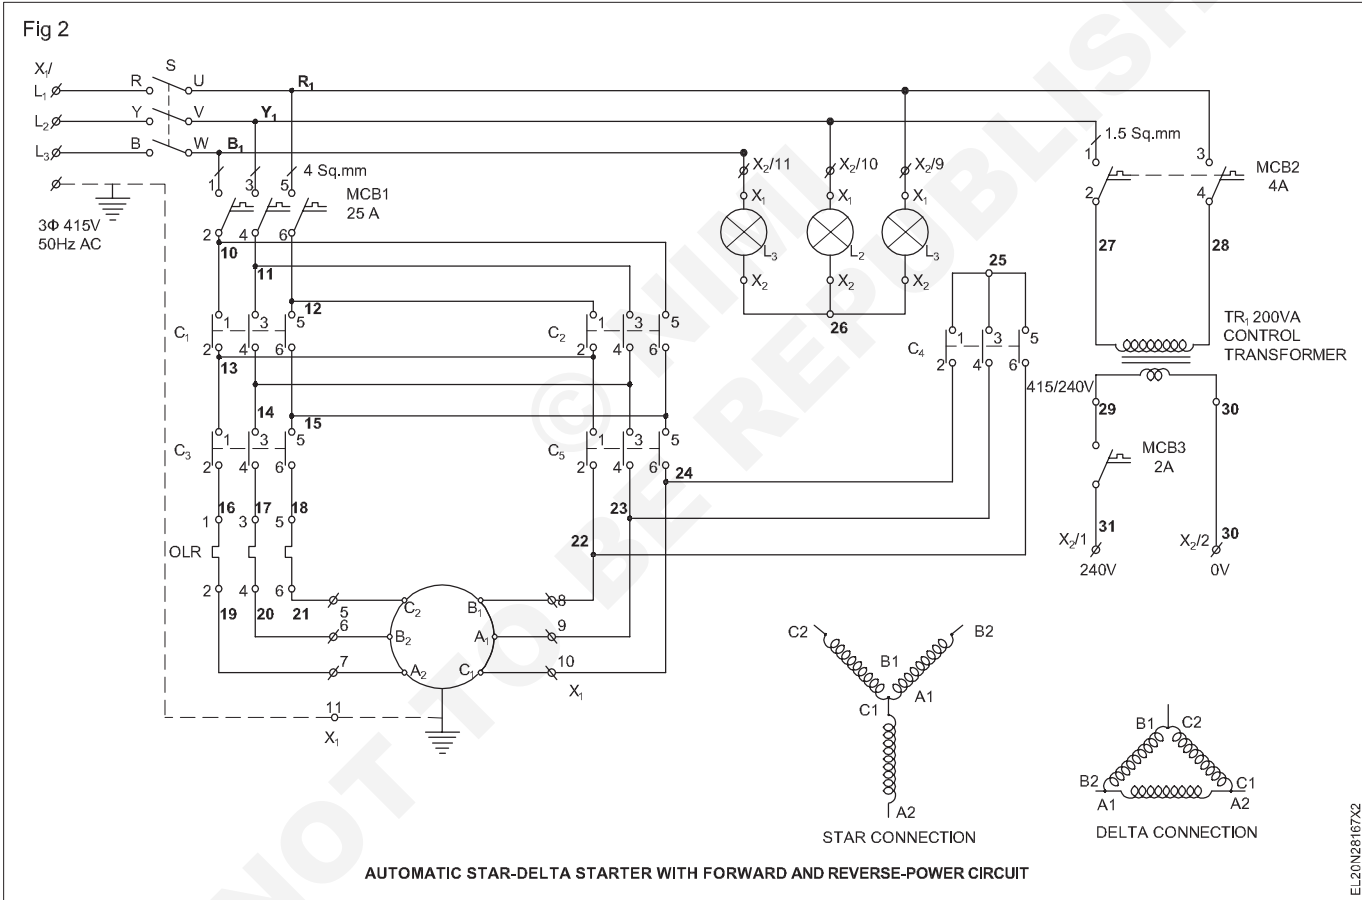 Fig 2
X₁/
L₁ R S U R₁
L₂ Y V Y₁
L₃ B W B₁
3Φ 415V
50Hz AC
1 3 5 4 Sq.mm
MCB1
25 A
2 4 6
10
11
12
C₁ 1 3 5
2 4 6
C₂ 1 3 5
2 4 6
13
14
15
C₃ 1 3 5
2 4 6
C₅ 1 3 5
2 4 6
16 17 18
1 3 5
OLR
2 4 6
19 20 21
24
23
22
5
6
7
C₂ B₁
B₂ A₁
A₂ C₁
8
9
10
X₁
11
X₁
X₂/11 X₂/10 X₂/9
X₁ X₁ X₁
L₃ L₂ L₃
X₂ X₂ X₂
26
25
C₄ 1 3 5
2 4 6
1.5 Sq.mm
1 3
MCB2
4A
2 4
27 28
TR₁ 200VA
CONTROL
TRANSFORMER
415/240V
29 30
MCB3
2A
31 30
X₂/1 X₂/2
240V 0V
C2 B2
B1
A1
C1
A2
STAR CONNECTION
B1 C2
B2 C1
A1 A2
DELTA CONNECTION
AUTOMATIC STAR-DELTA STARTER WITH FORWARD AND REVERSE-POWER CIRCUIT
EL20N28167X2
© NIMI
NOT TO BE REPUBLISH